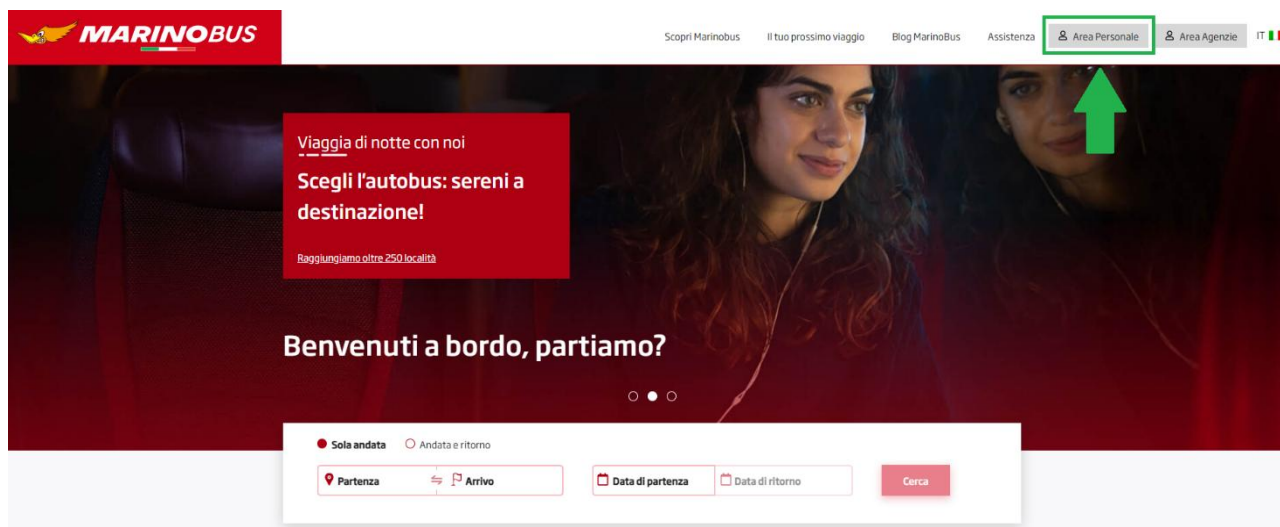 MARINOBUS
Scopri Marinobus Il tuo prossimo viaggio Blog MarinoBus Assistenza Area Personale Area Agenzie IT
Viaggia di notte con noi
Scegli l'autobus: sereni a
destinazione!
Raggiungiamo oltre 250 località
Benvenuti a bordo, partiamo?
Sola andata Andata e ritorno
Partenza Arrivo Data di partenza Data di ritorno Cerca